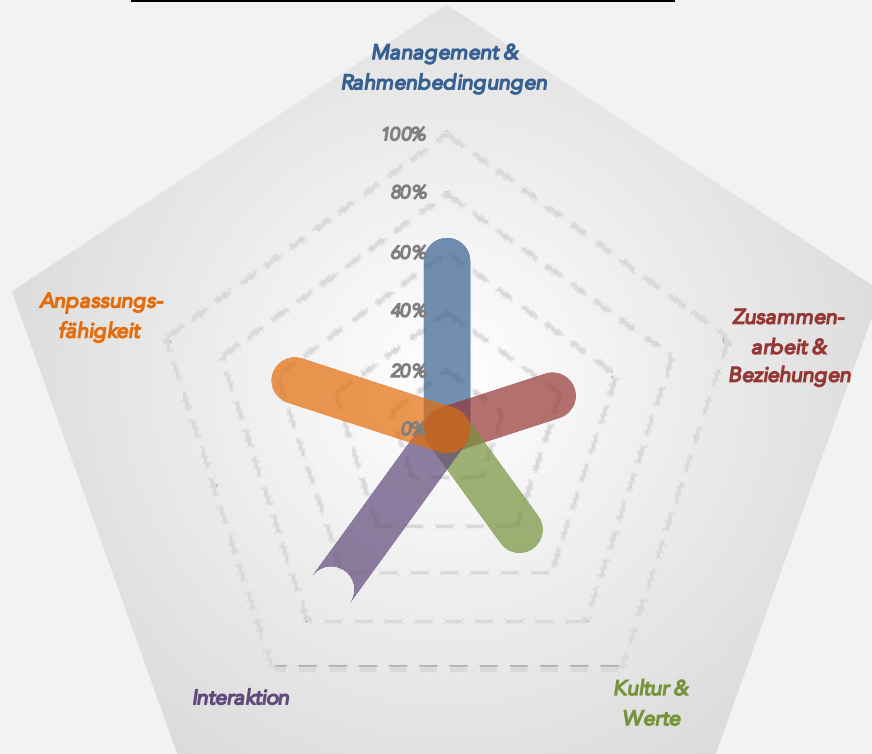 Management &
Rahmenbedingungen
100%
80%
60%
40%
20%
0%
Anpassungs-
fähigkeit
Zusammen-
arbeit &
Beziehungen
Interaktion
Kultur &
Werte